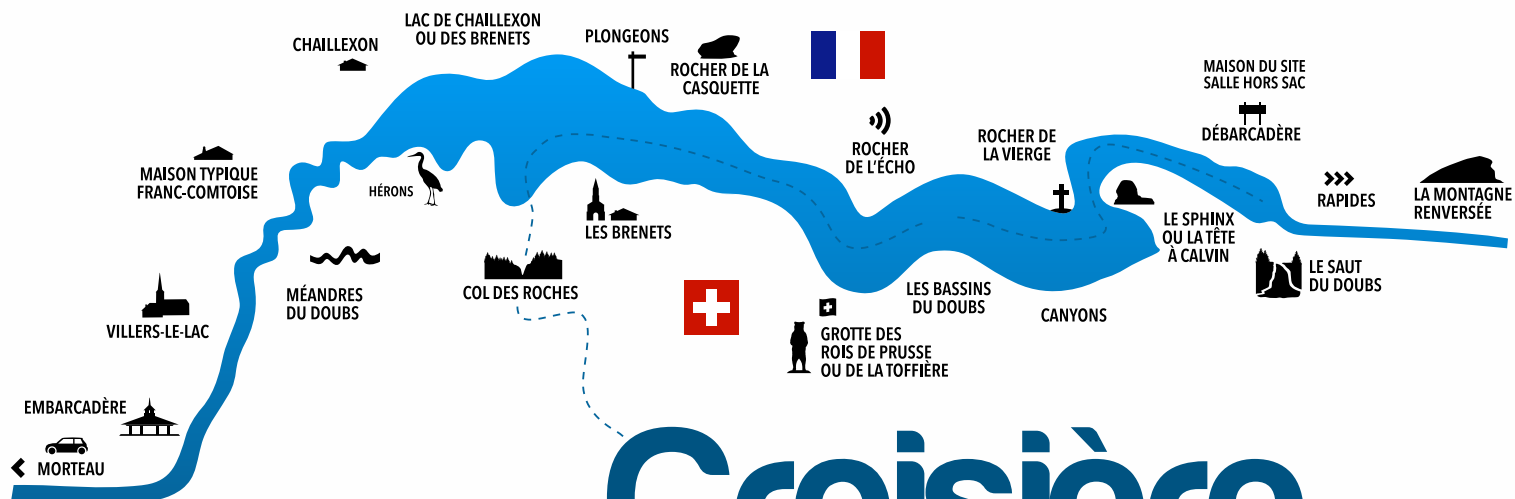 LAC DE CHAILLEXON
OU DES BRENETS
CHAILLEXON
PLONGEONS
ROCHER DE LA
CASQUETTE
MAISON DU SITE
SALLE HORS SAC
DÉBARCADÈRE
ROCHER
DE L'ÉCHO
ROCHER DE
LA VIERGE
MAISON TYPIQUE
FRANC-COMTOISE
HÉRONS
RAPIDES
LA MONTAGNE
RENVERSÉE
LES BRENETS
LE SPHINX
OU LA TÊTE
À CALVIN
LE SAUT
DU DOUBS
MÉANDRES
DU DOUBS
COL DES ROCHES
LES BASSINS
DU DOUBS
CANYONS
VILLERS-LE-LAC
GROTTE DES
ROIS DE PRUSSE
OU DE LA TOFFIÈRE
EMBARCADÈRE
MORTEAU
Croisière